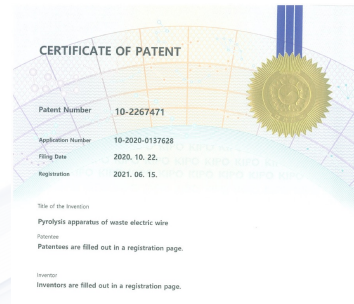 CERTIFICATE OF PATENT
Patent Number 10-2267471
Application Number 10-2020-0137628
Filing Date 2020. 10. 22.
Registration 2021. 06. 15.
Title of the Invention
Pyrolysis apparatus of waste electric wire
Patentee
Patentees are filled out in a registration page.
Inventor
Inventors are filled out in a registration page.